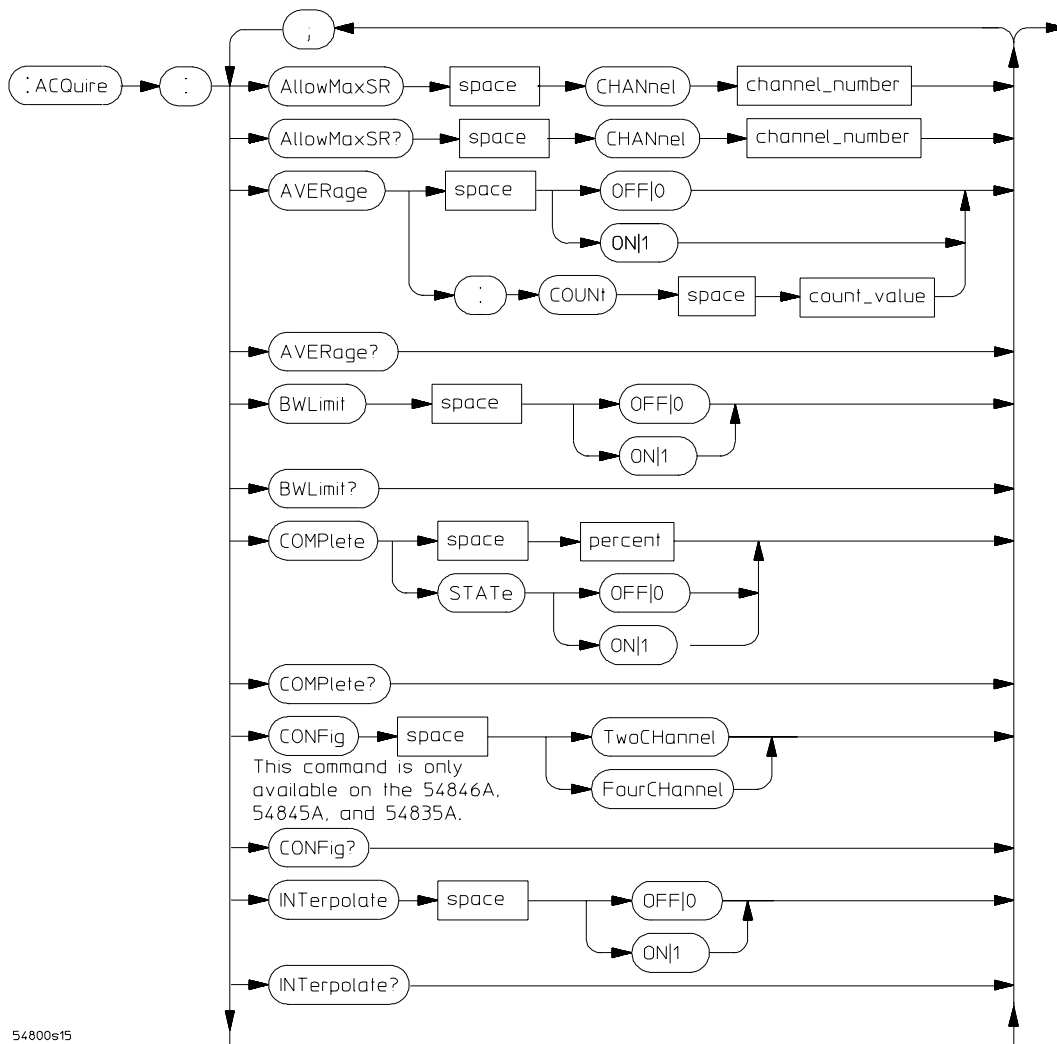 ;
:ACQuire : AllowMaxSR space CHANnel channel_number
AllowMaxSR? space CHANnel channel_number
AVERage space OFF|0
ON|1
: COUNt space count_value
AVERage?
BWLimit space OFF|0
ON|1
BWLimit?
COMPlete space percent
STATe OFF|0
ON|1
COMPlete?
CONFig space TwoCHannel
FourCHannel
This command is only
available on the 54846A,
54845A, and 54835A.
CONFig?
INTerpolate space OFF|0
ON|1
INTerpolate?
54800s15